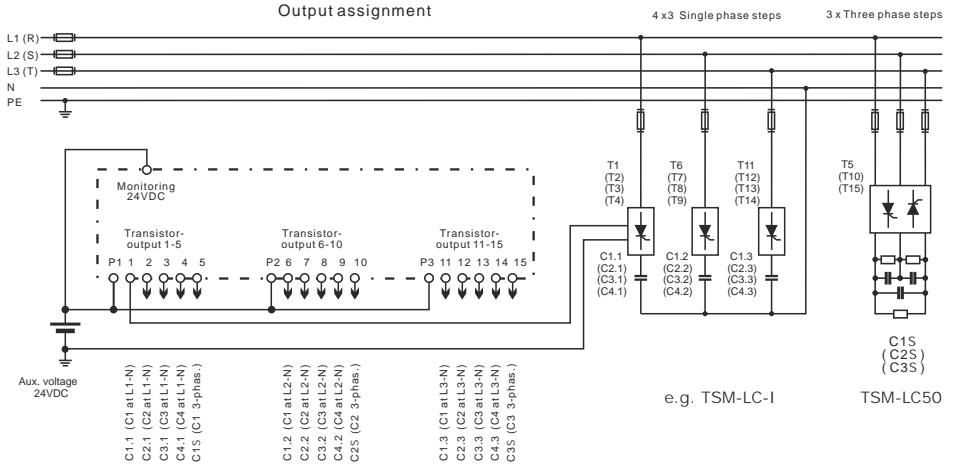 Output assignment
4 x3 Single phase steps
3 x Three phase steps
L1 (R)
L2 (S)
L3 (T)
N
PE
Monitoring
24VDC
Transistor-
output 1-5
Transistor-
output 6-10
Transistor-
output 11-15
P1 1 2 3 4 5
P2 6 7 8 9 10
P3 11 12 13 14 15
T1
(T2)
(T3)
(T4)
T6
(T7)
(T8)
(T9)
T11
(T12)
(T13)
(T14)
T5
(T10)
(T15)
C1.1
(C2.1)
(C3.1)
(C4.1)
C1.2
(C2.2)
(C3.2)
(C4.2)
C1.3
(C2.3)
(C3.3)
(C4.3)
C1S
(C2S)
(C3S)
Aux. voltage
24VDC
C1.1 (C1 at L1-N)
C2.1 (C2 at L1-N)
C3.1 (C3 at L1-N)
C4.1 (C4 at L1-N)
C1S (C1 3-phas.)
C1.2 (C1 at L2-N)
C2.2 (C2 at L2-N)
C3.2 (C3 at L2-N)
C4.2 (C4 at L2-N)
C2S (C2 3-phas.)
C1.3 (C1 at L3-N)
C2.3 (C2 at L3-N)
C3.3 (C3 at L3-N)
C4.3 (C4 at L3-N)
C3S (C3 3-phas.)
e.g. TSM-LC-I
TSM-LC50